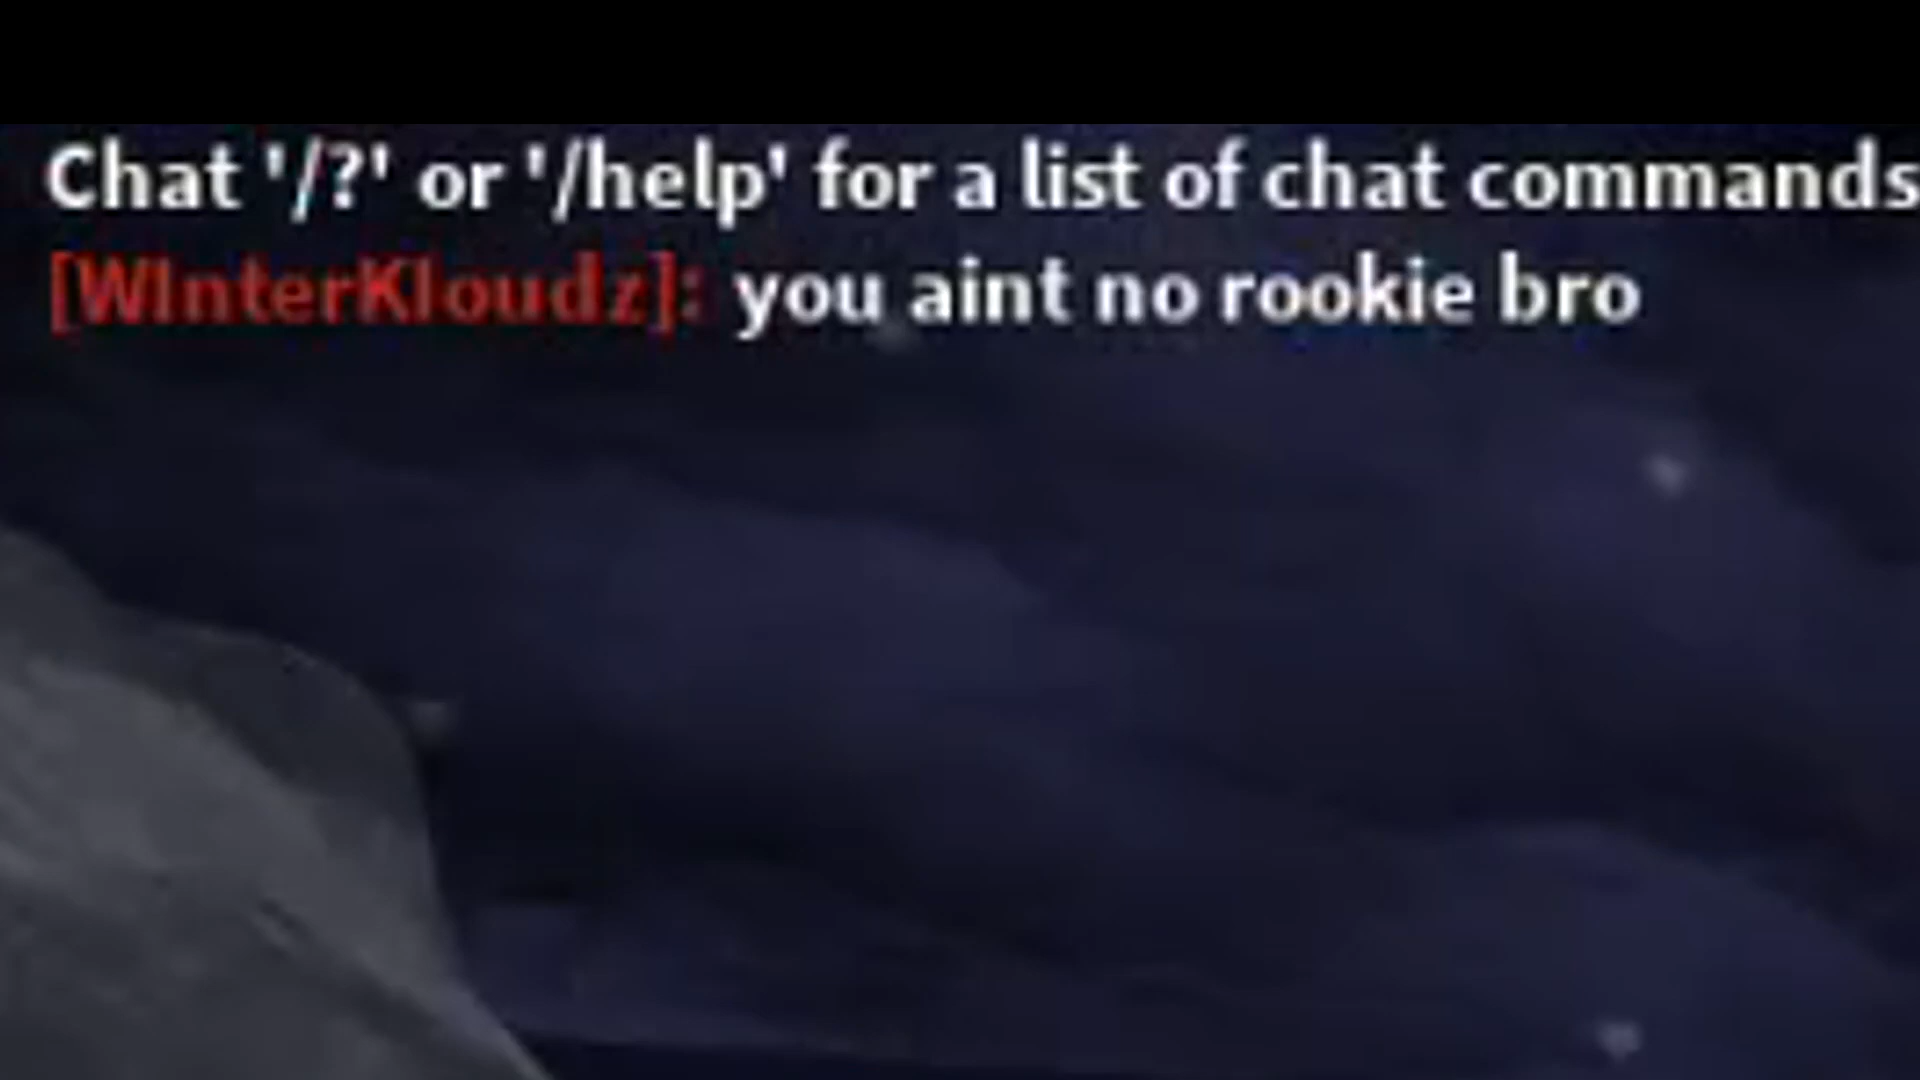 Chat '/?' or '/help' for a list of chat commands
[WInterKloudz]: you aint no rookie bro